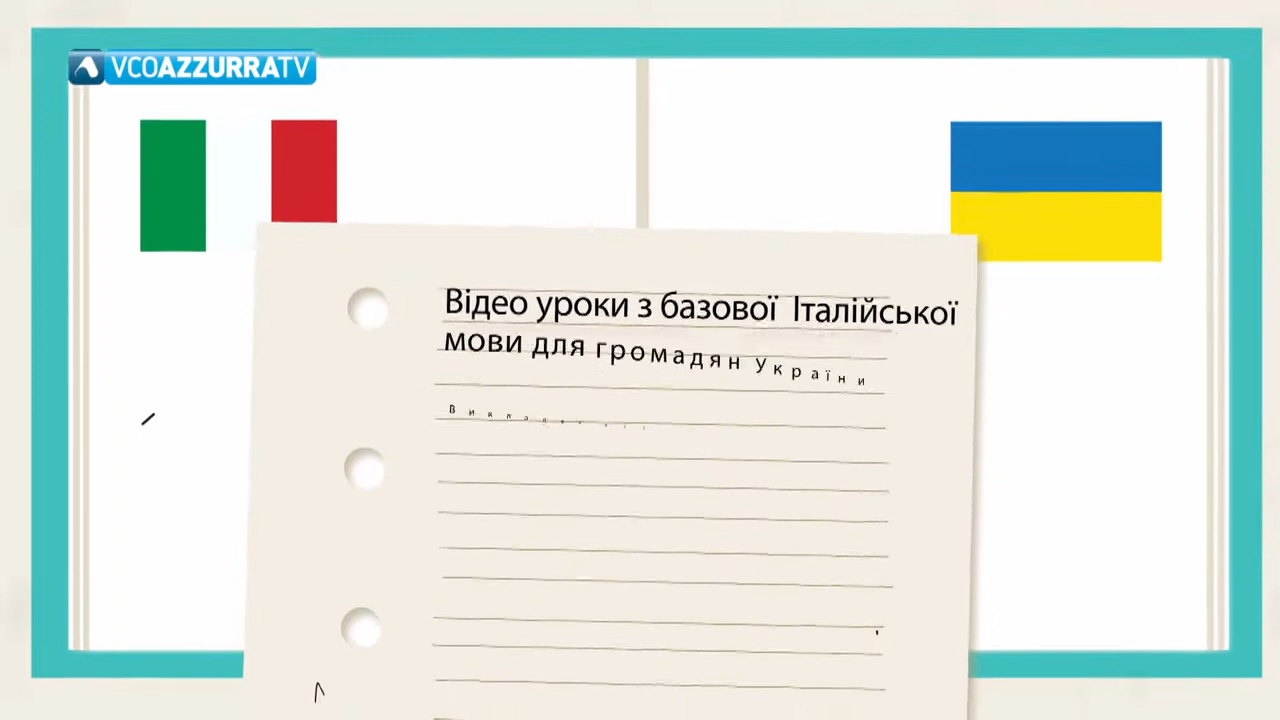 VCOAZZURRATV
Відео уроки з базової Італійської
мови для громадян України